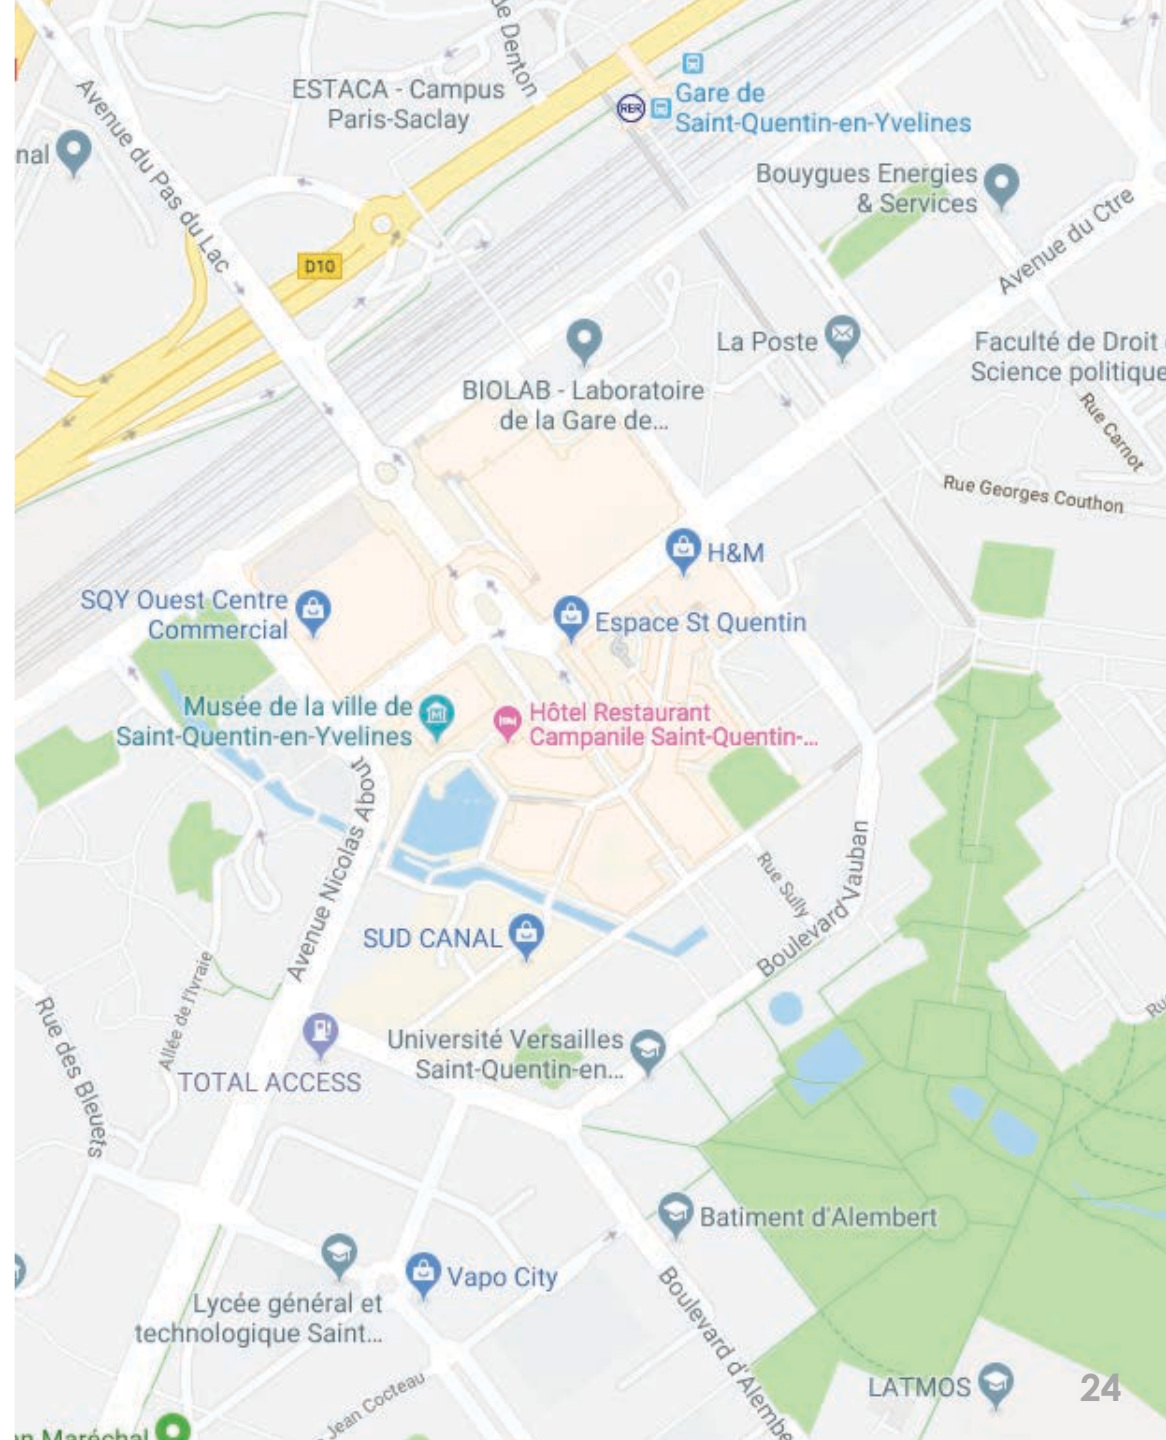 de Denton
ESTACA - Campus
Paris-Saclay
Gare de
Saint-Quentin-en-Yvelines
RER
Avenue du Pas du Lac
nal
Bouygues Energies
& Services
Avenue du Ctre
D10
La Poste
Faculté de Droit
Science politique
BIOLAB - Laboratoire
de la Gare de...
Rue Carnot
Rue Georges Couthon
H&M
SQY Ouest Centre
Commercial
Espace St Quentin
Musée de la ville de
Saint-Quentin-en-Yvelines
Hôtel Restaurant
Campanile Saint-Quentin-...
Avenue Nicolas About
Rue Sully
Boulevard Vauban
SUD CANAL
Allée de l'Ivraie
Rue des Bleuets
Université Versailles
Saint-Quentin-en...
Ru
TOTAL ACCESS
Batiment d'Alembert
Vapo City
Lycée général et
technologique Saint...
Boulevard d'Alembe
Jean Cocteau
LATMOS
24
an Maréchal